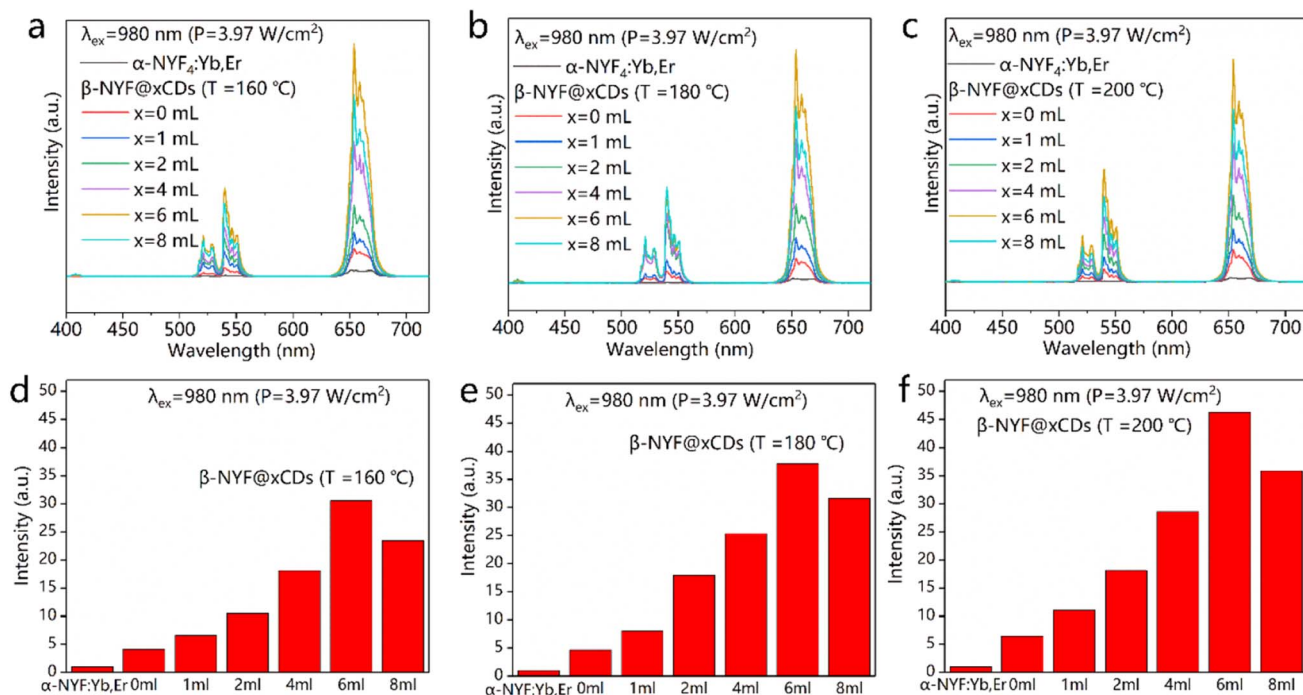 a
λex=980 nm (P=3.97 W/cm²)
α-NYF₄:Yb,Er
β-NYF@xCDs (T =160 ℃)
x=0 mL
x=1 mL
x=2 mL
x=4 mL
x=6 mL
x=8 mL
Intensity (a.u.)
400 450 500 550 600 650 700
Wavelength (nm)
b
λex=980 nm (P=3.97 W/cm²)
α-NYF₄:Yb,Er
β-NYF@xCDs (T =180 ℃)
x=0 mL
x=1 mL
x=2 mL
x=4 mL
x=6 mL
x=8 mL
Intensity (a.u.)
400 450 500 550 600 650 700
Wavelength (nm)
c
λex=980 nm (P=3.97 W/cm²)
α-NYF₄:Yb,Er
β-NYF@xCDs (T =200 ℃)
x=0 mL
x=1 mL
x=2 mL
x=4 mL
x=6 mL
x=8 mL
Intensity (a.u.)
400 450 500 550 600 650 700
Wavelength (nm)
d
λex=980 nm (P=3.97 W/cm²)
β-NYF@xCDs (T =160 ℃)
Intensity (a.u.)
50
45
40
35
30
25
20
15
10
5
0
α-NYF:Yb,Er 0ml 1ml 2ml 4ml 6ml 8ml
e
λex=980 nm (P=3.97 W/cm²)
β-NYF@xCDs (T =180 ℃)
Intensity (a.u.)
50
45
40
35
30
25
20
15
10
5
0
α-NYF:Yb,Er 0ml 1ml 2ml 4ml 6ml 8ml
f
λex=980 nm (P=3.97 W/cm²)
β-NYF@xCDs (T =200 ℃)
Intensity (a.u.)
50
45
40
35
30
25
20
15
10
5
0
α-NYF:Yb,Er 0ml 1ml 2ml 4ml 6ml 8ml